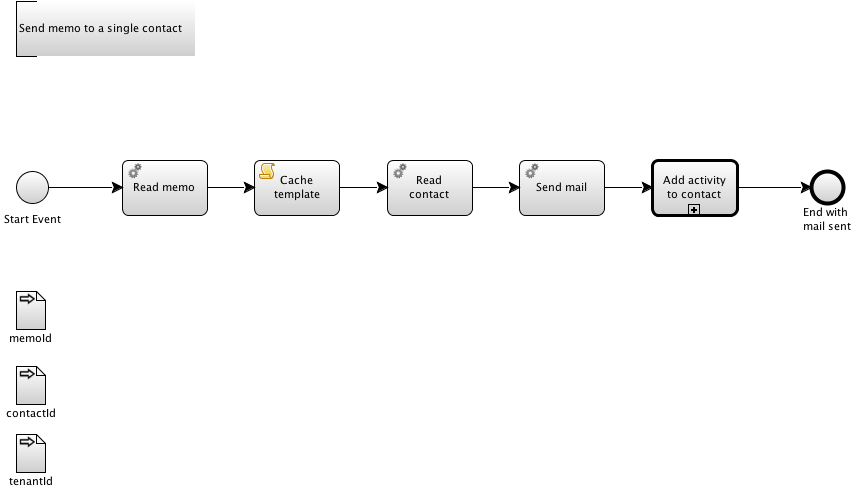 Send memo to a single contact
Read memo
Cache
template
Read
contact
Send mail
Add activity
to contact
Start Event
End with
mail sent
memoId
contactId
tenantId